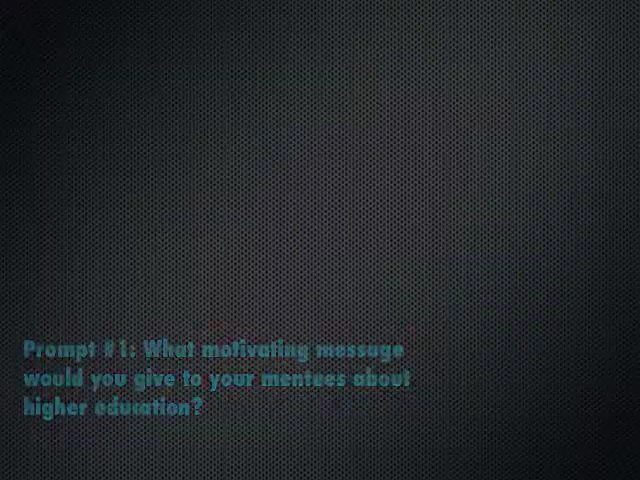 Prompt #1: What motivating message
would you give to your mentees about
higher education?